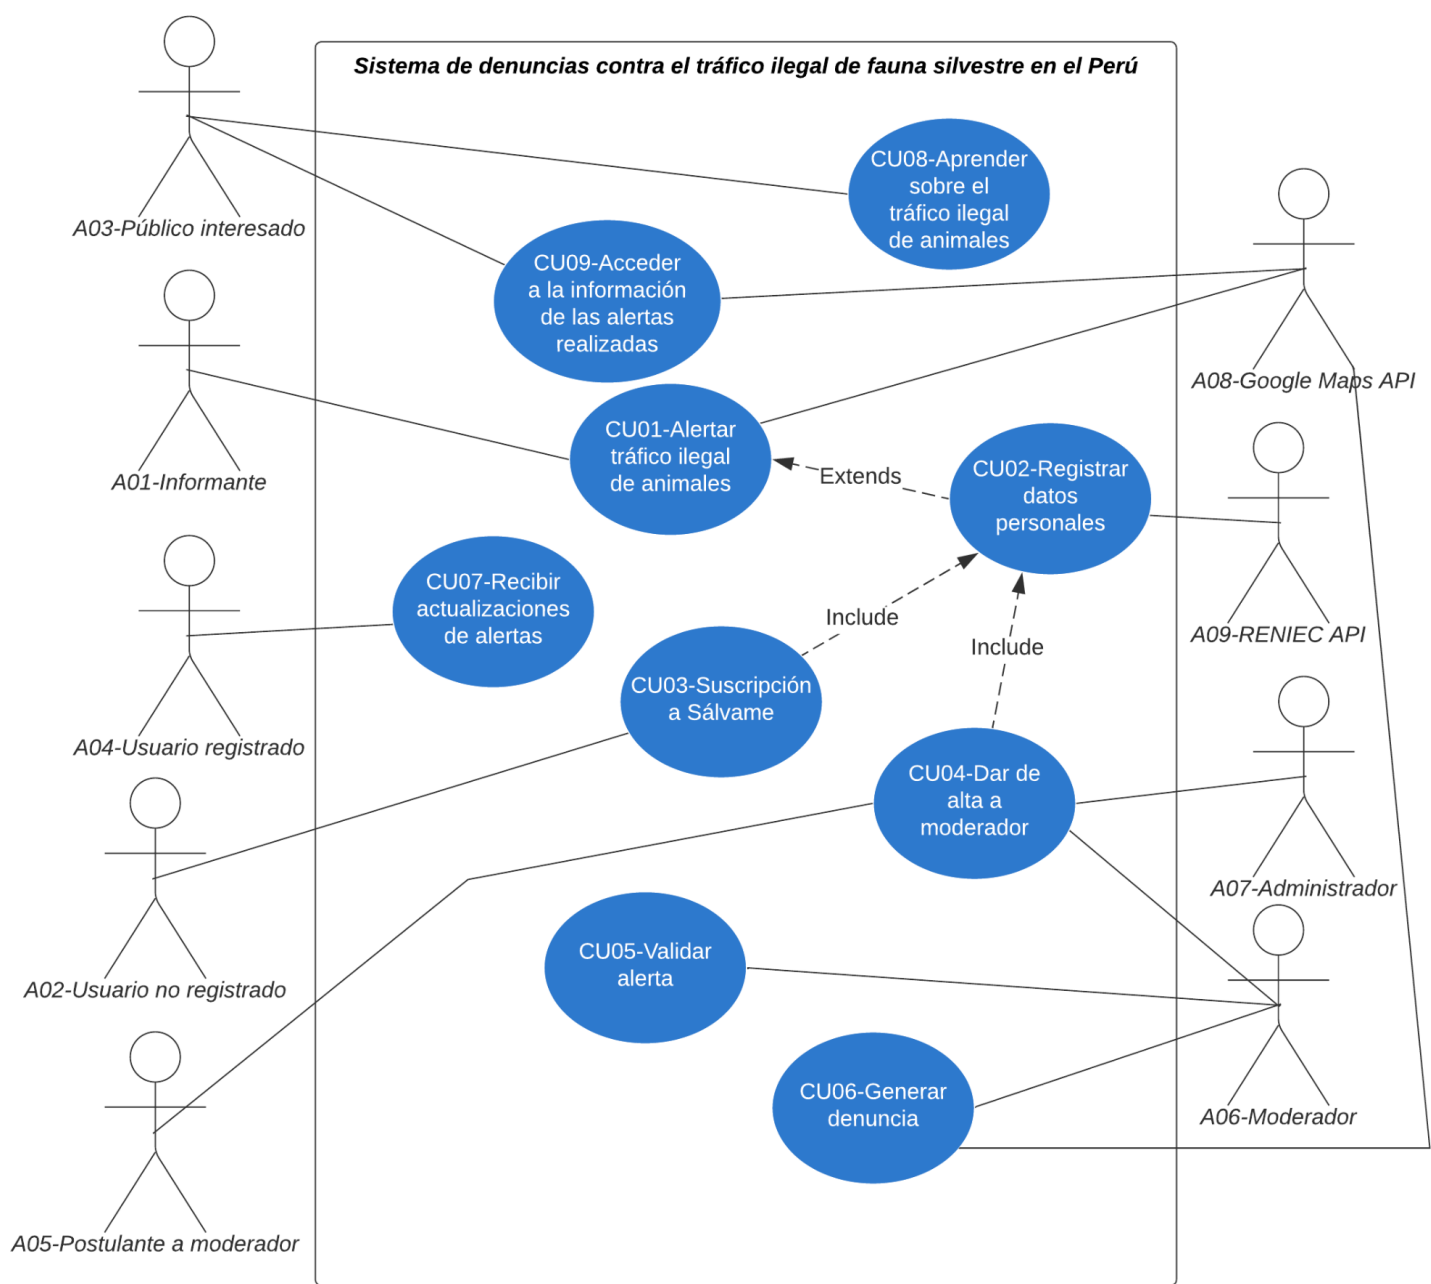 Sistema de denuncias contra el tráfico ilegal de fauna silvestre en el Perú
A03-Público interesado
CU08-Aprender
sobre el
tráfico ilegal
de animales
CU09-Acceder
a la información
de las alertas
realizadas
A08-Google Maps API
A01-Informante
CU01-Alertar
tráfico ilegal
de animales
Extends
CU02-Registrar
datos
personales
A09-RENIEC API
CU07-Recibir
actualizaciones
de alertas
Include
Include
A04-Usuario registrado
CU03-Suscripción
a Sálvame
CU04-Dar de
alta a
moderador
A07-Administrador
A02-Usuario no registrado
CU05-Validar
alerta
CU06-Generar
denuncia
A06-Moderador
A05-Postulante a moderador